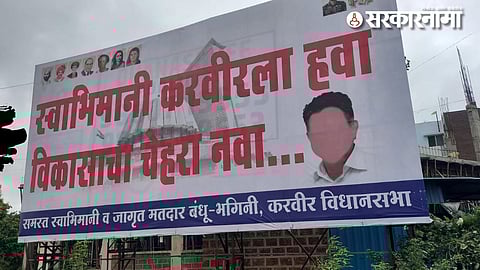 सरकारनामा
स्वाभिमानी करवीरला हवा
विकासाचा चेहरा नवा...
समस्त स्वाभिमानी व जागृत मतदार बंधू-भगिनी, करवीर विधानसभा